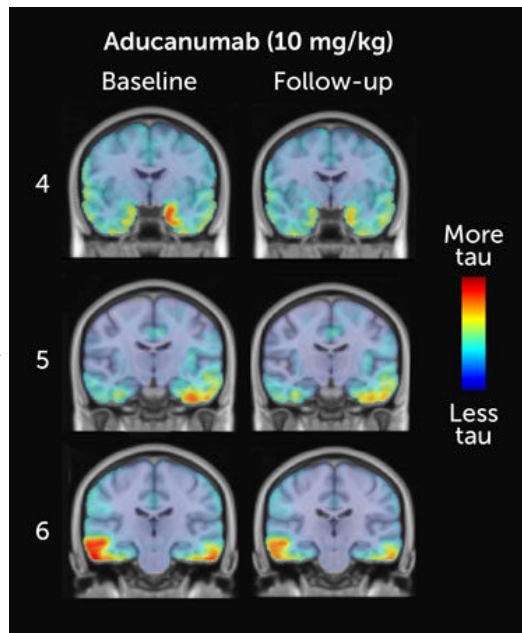 Aducanumab (10 mg/kg)
Baseline Follow-up
4
More
tau
5
Less
tau
6